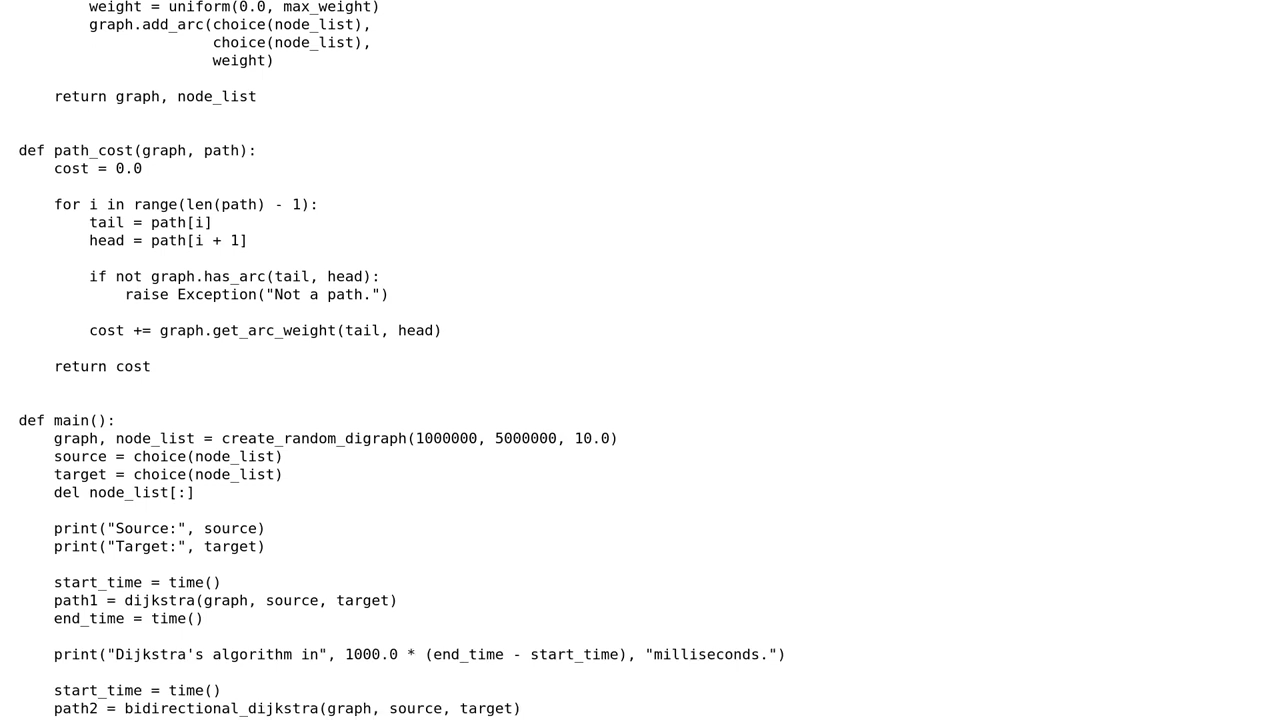 weight = uniform(0.0, max_weight)
        graph.add_arc(choice(node_list),
                      choice(node_list),
                      weight)

    return graph, node_list


def path_cost(graph, path):
    cost = 0.0

    for i in range(len(path) - 1):
        tail = path[i]
        head = path[i + 1]

        if not graph.has_arc(tail, head):
            raise Exception("Not a path.")

        cost += graph.get_arc_weight(tail, head)

    return cost


def main():
    graph, node_list = create_random_digraph(1000000, 5000000, 10.0)
    source = choice(node_list)
    target = choice(node_list)
    del node_list[:]

    print("Source:", source)
    print("Target:", target)

    start_time = time()
    path1 = dijkstra(graph, source, target)
    end_time = time()

    print("Dijkstra's algorithm in", 1000.0 * (end_time - start_time), "milliseconds.")

    start_time = time()
    path2 = bidirectional_dijkstra(graph, source, target)